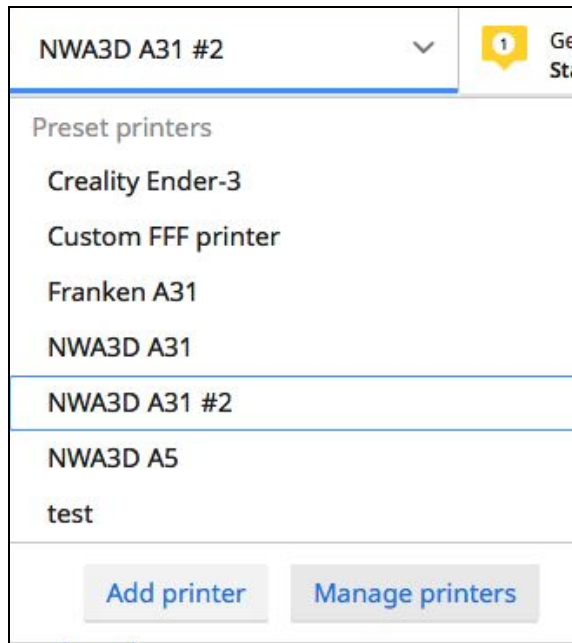 NWA3D A31 #2
1
Preset printers
Creality Ender-3
Custom FFF printer
Franken A31
NWA3D A31
NWA3D A31 #2
NWA3D A5
test
Add printer Manage printers